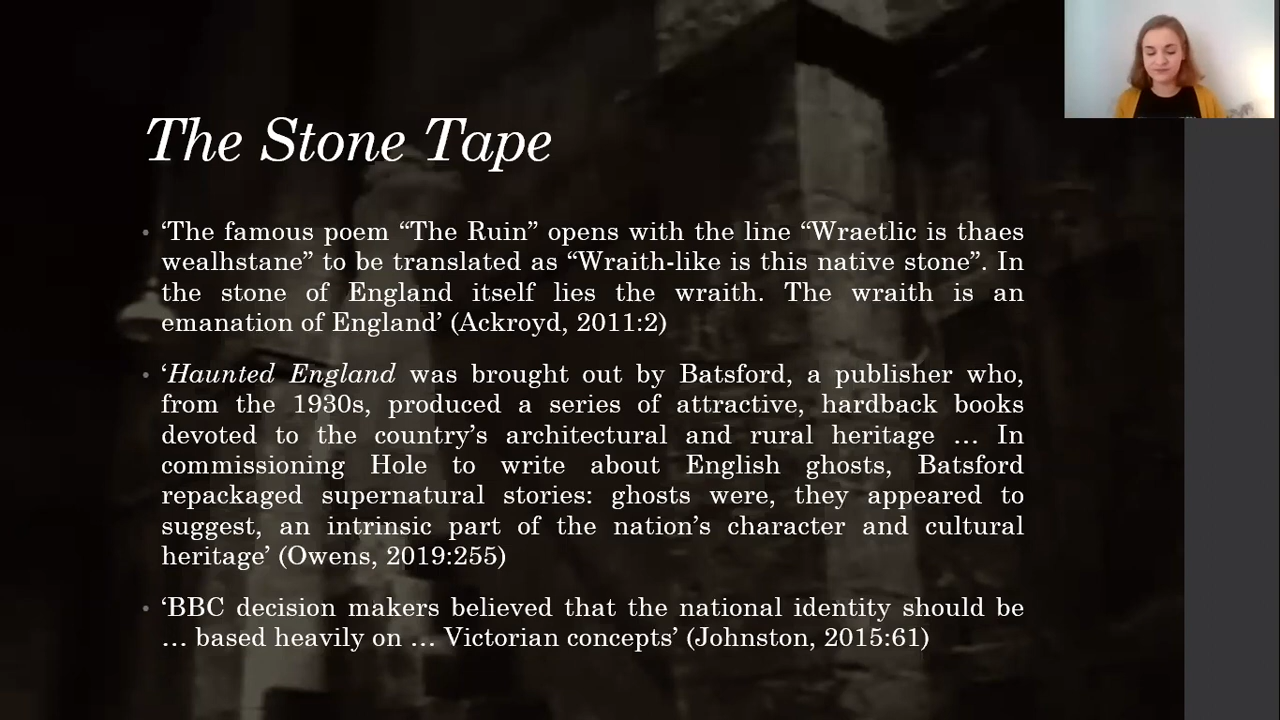 The Stone Tape
• ‘The famous poem “The Ruin” opens with the line “Wraetlic is thaes
wealhstane” to be translated as “Wraith-like is this native stone”. In
the stone of England itself lies the wraith. The wraith is an
emanation of England’ (Ackroyd, 2011:2)
• ‘Haunted England was brought out by Batsford, a publisher who,
from the 1930s, produced a series of attractive, hardback books
devoted to the country’s architectural and rural heritage … In
commissioning Hole to write about English ghosts, Batsford
repackaged supernatural stories: ghosts were, they appeared to
suggest, an intrinsic part of the nation’s character and cultural
heritage’ (Owens, 2019:255)
• ‘BBC decision makers believed that the national identity should be
… based heavily on … Victorian concepts’ (Johnston, 2015:61)